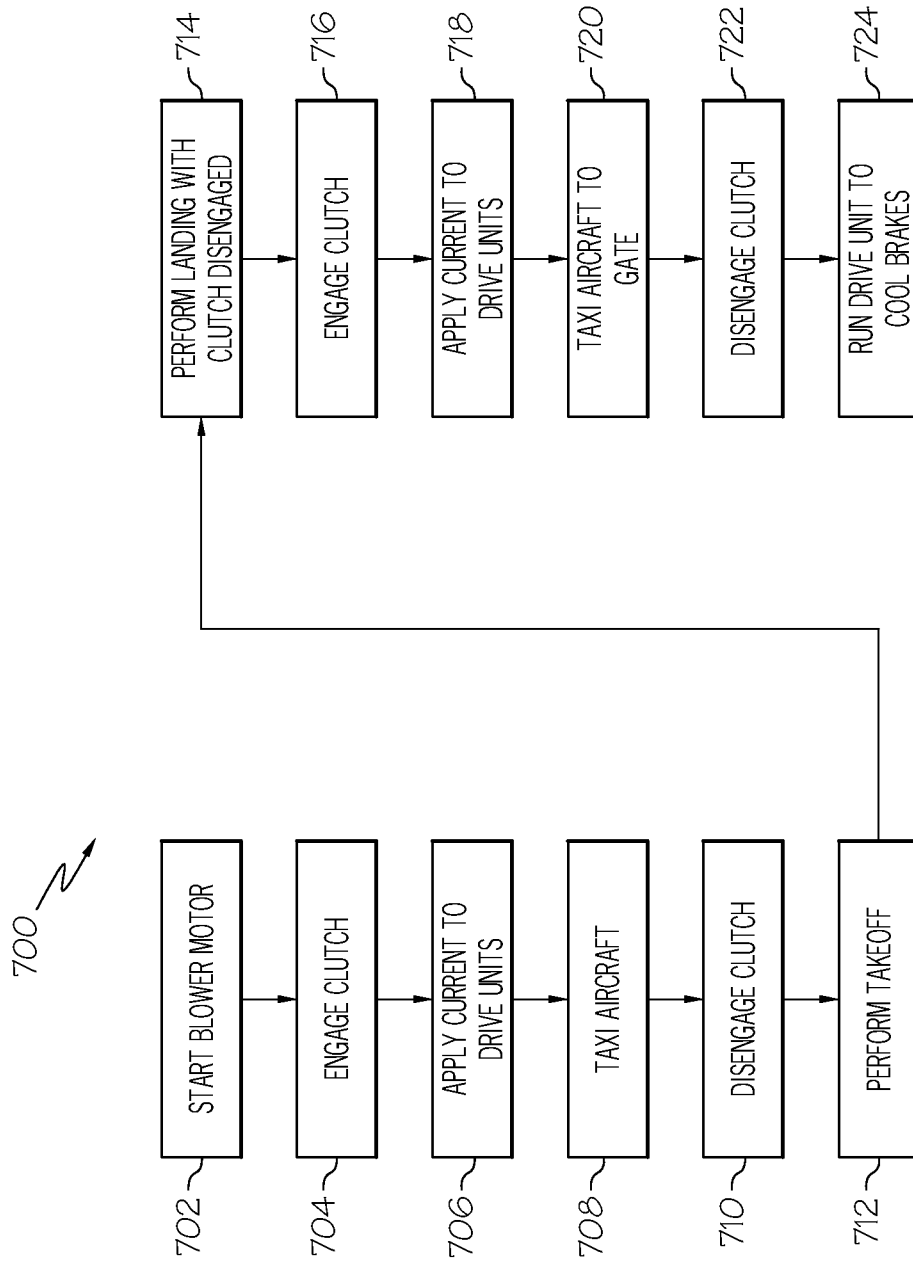 700
702
START BLOWER MOTOR
704
ENGAGE CLUTCH
706
APPLY CURRENT TO
DRIVE UNITS
708
TAXI AIRCRAFT
710
DISENGAGE CLUTCH
712
PERFORM TAKEOFF
714
PERFORM LANDING WITH
CLUTCH DISENGAGED
716
ENGAGE CLUTCH
718
APPLY CURRENT TO
DRIVE UNITS
720
TAXI AIRCRAFT TO
GATE
722
DISENGAGE CLUTCH
724
RUN DRIVE UNIT TO
COOL BRAKES